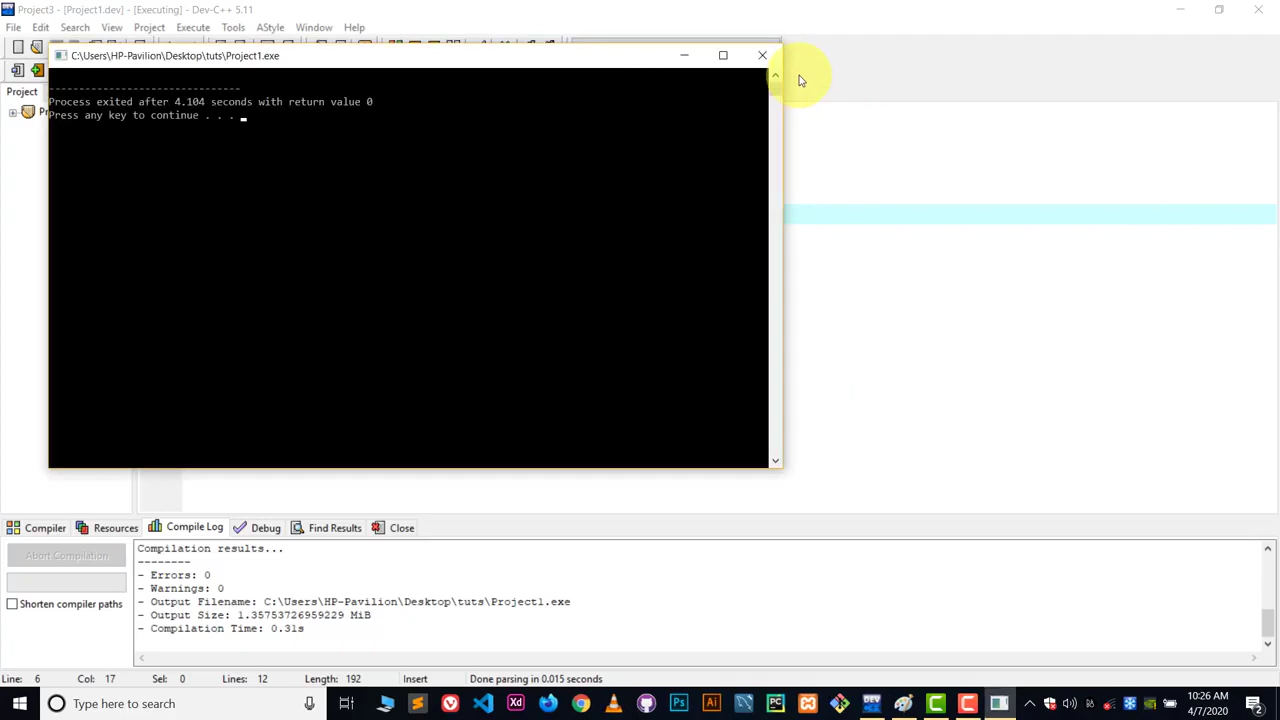 Project3 - [Project1.dev] - [Executing] - Dev-C++ 5.11
File Edit Search View Project Execute Tools AStyle Window Help
C:\Users\HP-Pavilion\Desktop\tuts\Project1.exe
Project
--------------------------------
Process exited after 4.104 seconds with return value 0
Press any key to continue . . .
Compiler Resources Compile Log Debug Find Results Close
Abort Compilation
Shorten compiler paths
Compilation results...
--------
- Errors: 0
- Warnings: 0
- Output Filename: C:\Users\HP-Pavilion\Desktop\tuts\Project1.exe
- Output Size: 1.35753726959229 MiB
- Compilation Time: 0.31s
Line: 6 Col: 17 Sel: 0 Lines: 12 Length: 192 Insert Done parsing in 0.015 seconds
Type here to search
10:26 AM
4/7/2020
2